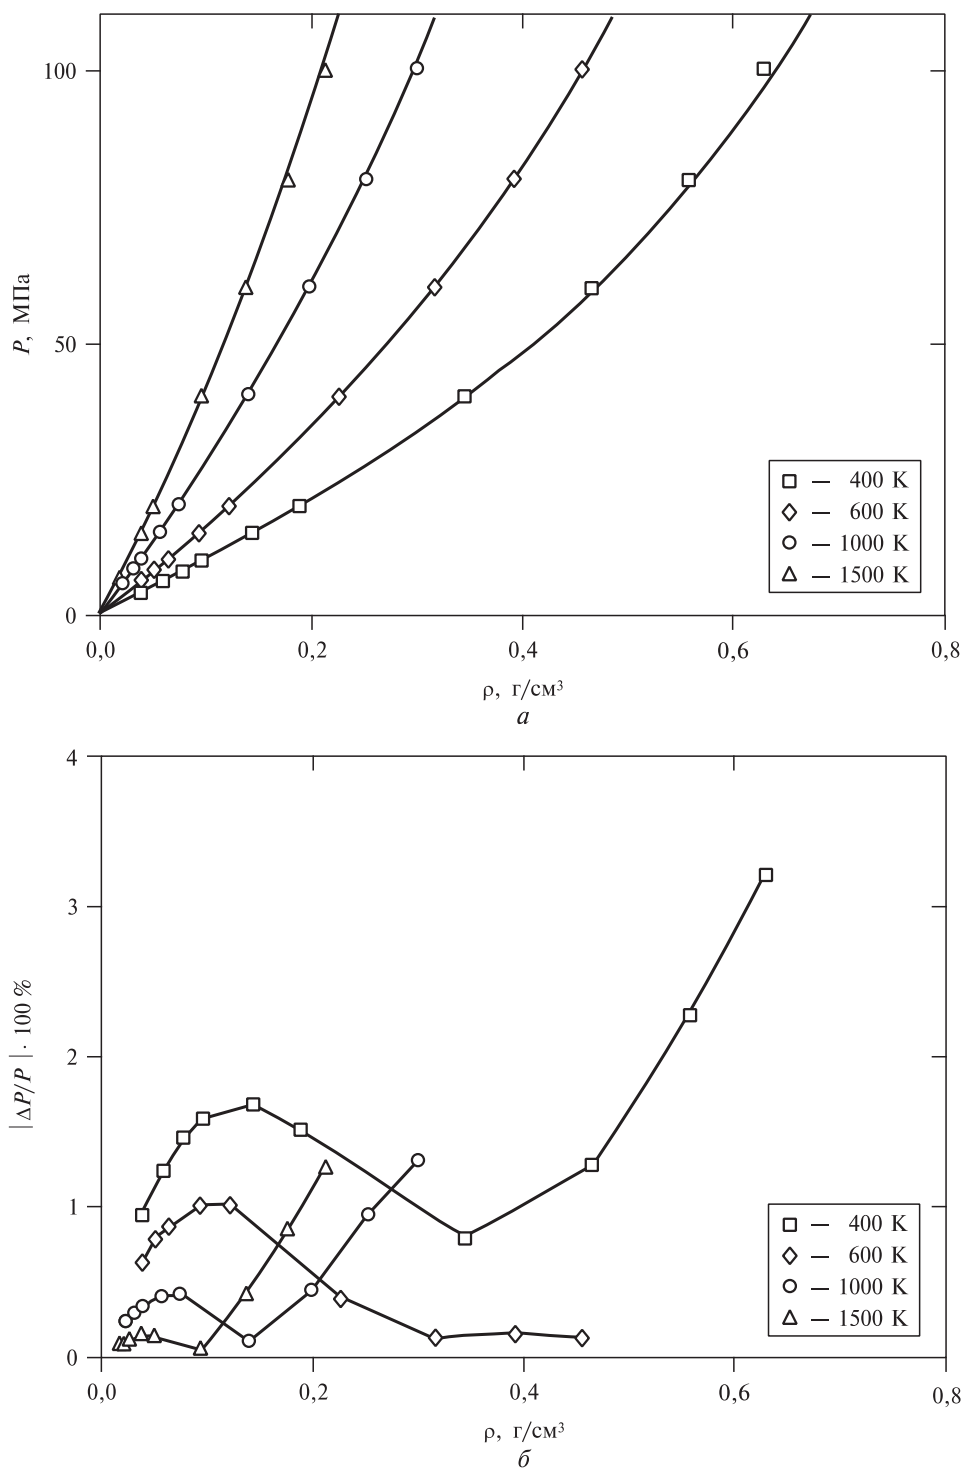 100
50
0
P, МПа
□ — 400 К
◇ — 600 К
○ — 1000 К
△ — 1500 К
0,0 0,2 0,4 0,6 0,8
ρ, г/см³
а
4
3
2
1
0
|ΔP/P| · 100 %
□ — 400 К
◇ — 600 К
○ — 1000 К
△ — 1500 К
0,0 0,2 0,4 0,6 0,8
ρ, г/см³
б